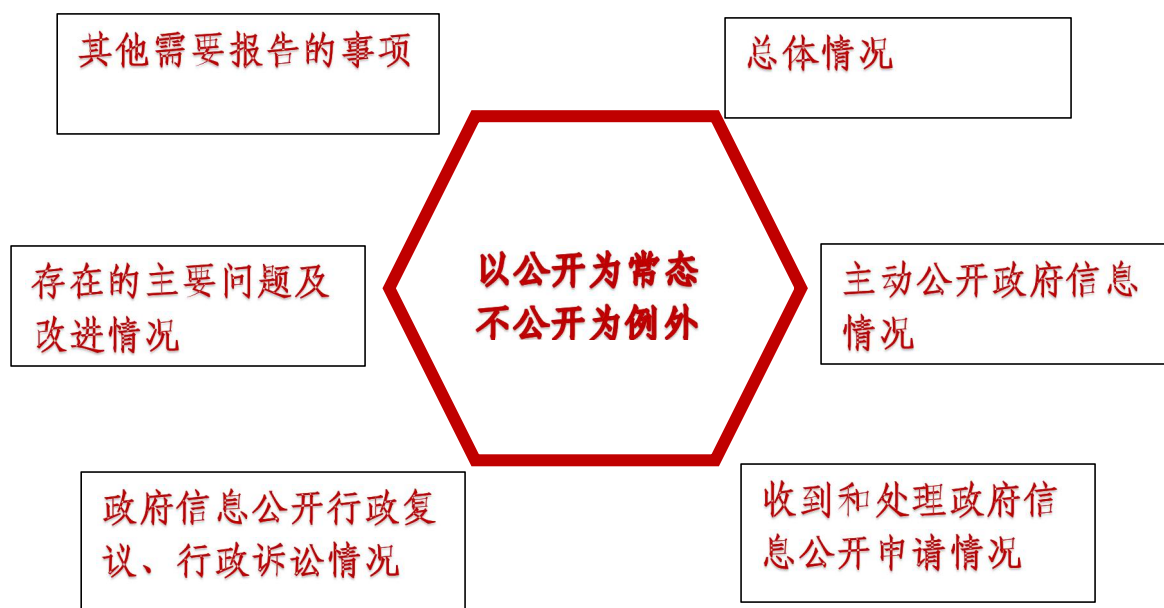 其他需要报告的事项
总体情况
以公开为常态
不公开为例外
存在的主要问题及
改进情况
主动公开政府信息
情况
政府信息公开行政复
议、行政诉讼情况
收到和处理政府信
息公开申请情况